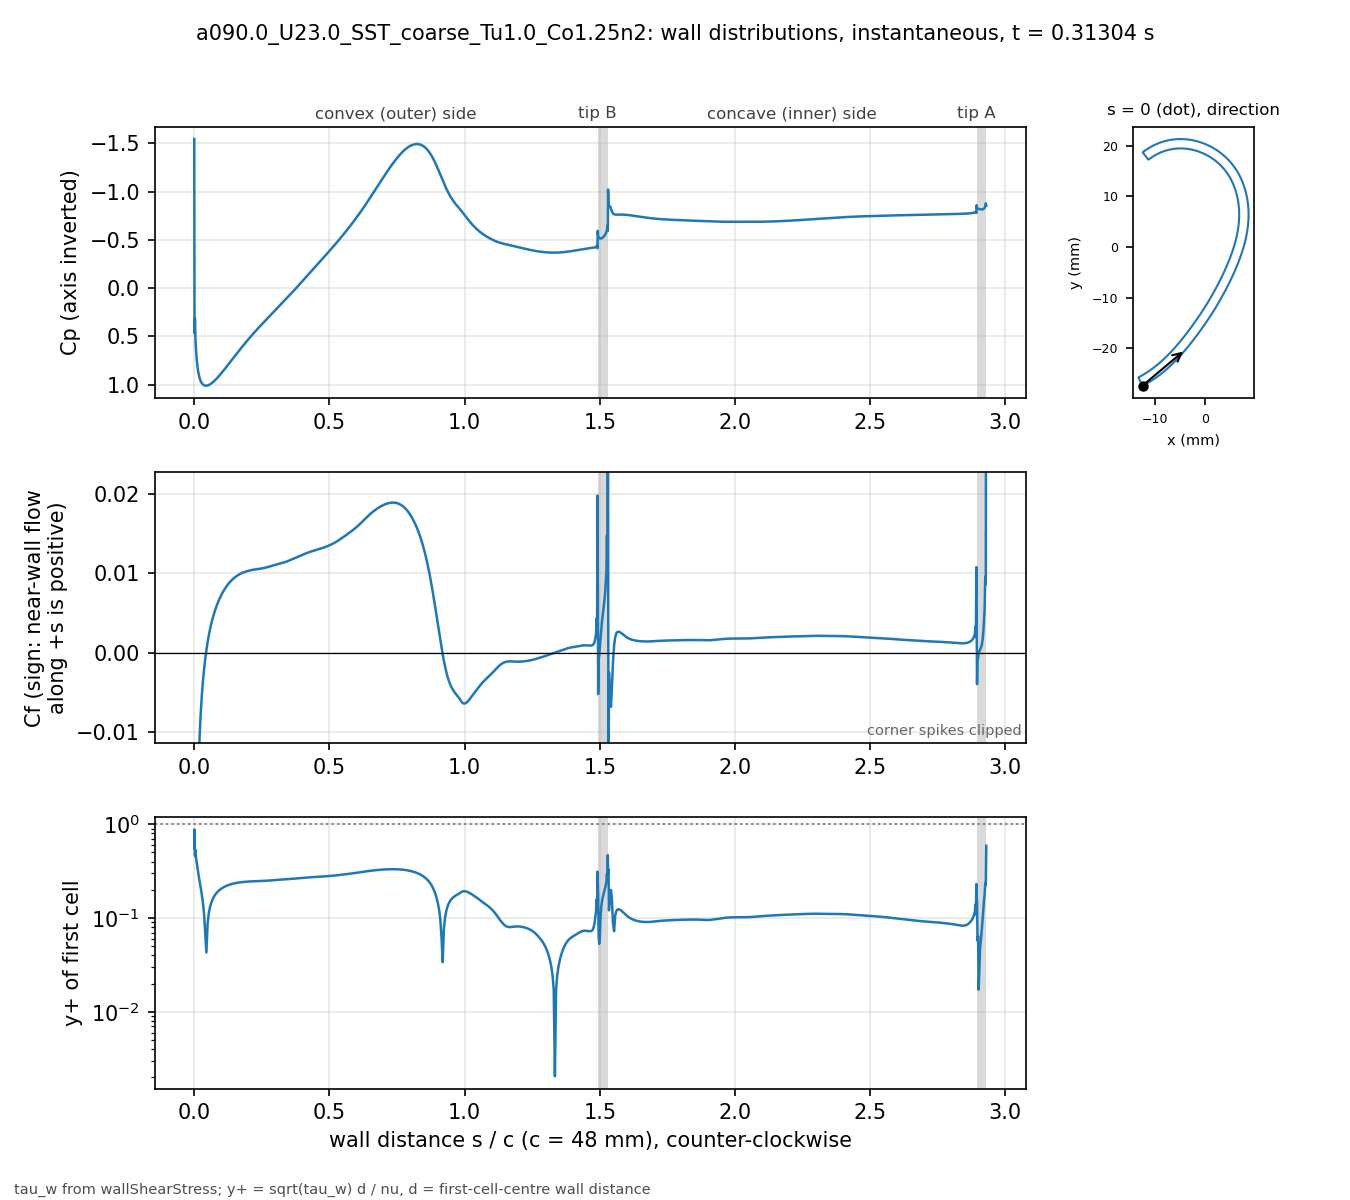 a090.0_U23.0_SST_coarse_Tu1.0_Co1.25n2: wall distributions, instantaneous, t = 0.31304 s
convex (outer) side
tip B
concave (inner) side
tip A
s = 0 (dot), direction
Cp (axis inverted)
−1.5
−1.0
−0.5
0.0
0.5
1.0
0.0
0.5
1.0
1.5
2.0
2.5
3.0
y (mm)
20
10
0
−10
−20
−10
0
x (mm)
Cf (sign: near-wall flow
along +s is positive)
0.02
0.01
0.00
−0.01
corner spikes clipped
0.0
0.5
1.0
1.5
2.0
2.5
3.0
y+ of first cell
10⁰
10⁻¹
10⁻²
0.0
0.5
1.0
1.5
2.0
2.5
3.0
wall distance s / c (c = 48 mm), counter-clockwise
tau_w from wallShearStress; y+ = sqrt(tau_w) d / nu, d = first-cell-centre wall distance